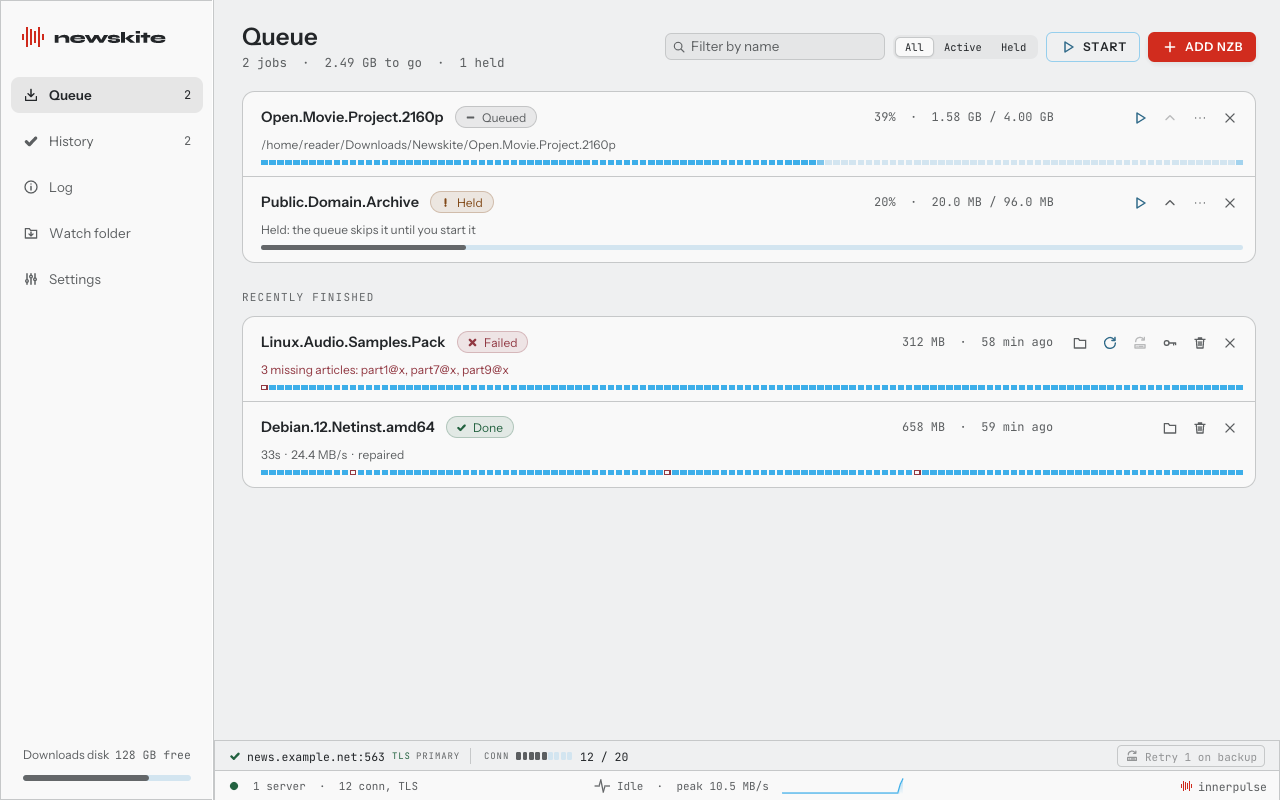 newskite
Queue 2
History 2
Log
Watch folder
Settings
Downloads disk 128 GB free
Queue
2 jobs · 2.49 GB to go · 1 held
Filter by name
All Active Held
START
ADD NZB
Open.Movie.Project.2160p Queued 39% · 1.58 GB / 4.00 GB
/home/reader/Downloads/Newskite/Open.Movie.Project.2160p
Public.Domain.Archive Held 20% · 20.0 MB / 96.0 MB
Held: the queue skips it until you start it
RECENTLY FINISHED
Linux.Audio.Samples.Pack Failed 312 MB · 58 min ago
3 missing articles: part1@x, part7@x, part9@x
Debian.12.Netinst.amd64 Done 658 MB · 59 min ago
33s · 24.4 MB/s · repaired
news.example.net:563 TLS PRIMARY CONN 12 / 20 Retry 1 on backup
1 server · 12 conn, TLS Idle · peak 10.5 MB/s innerpulse